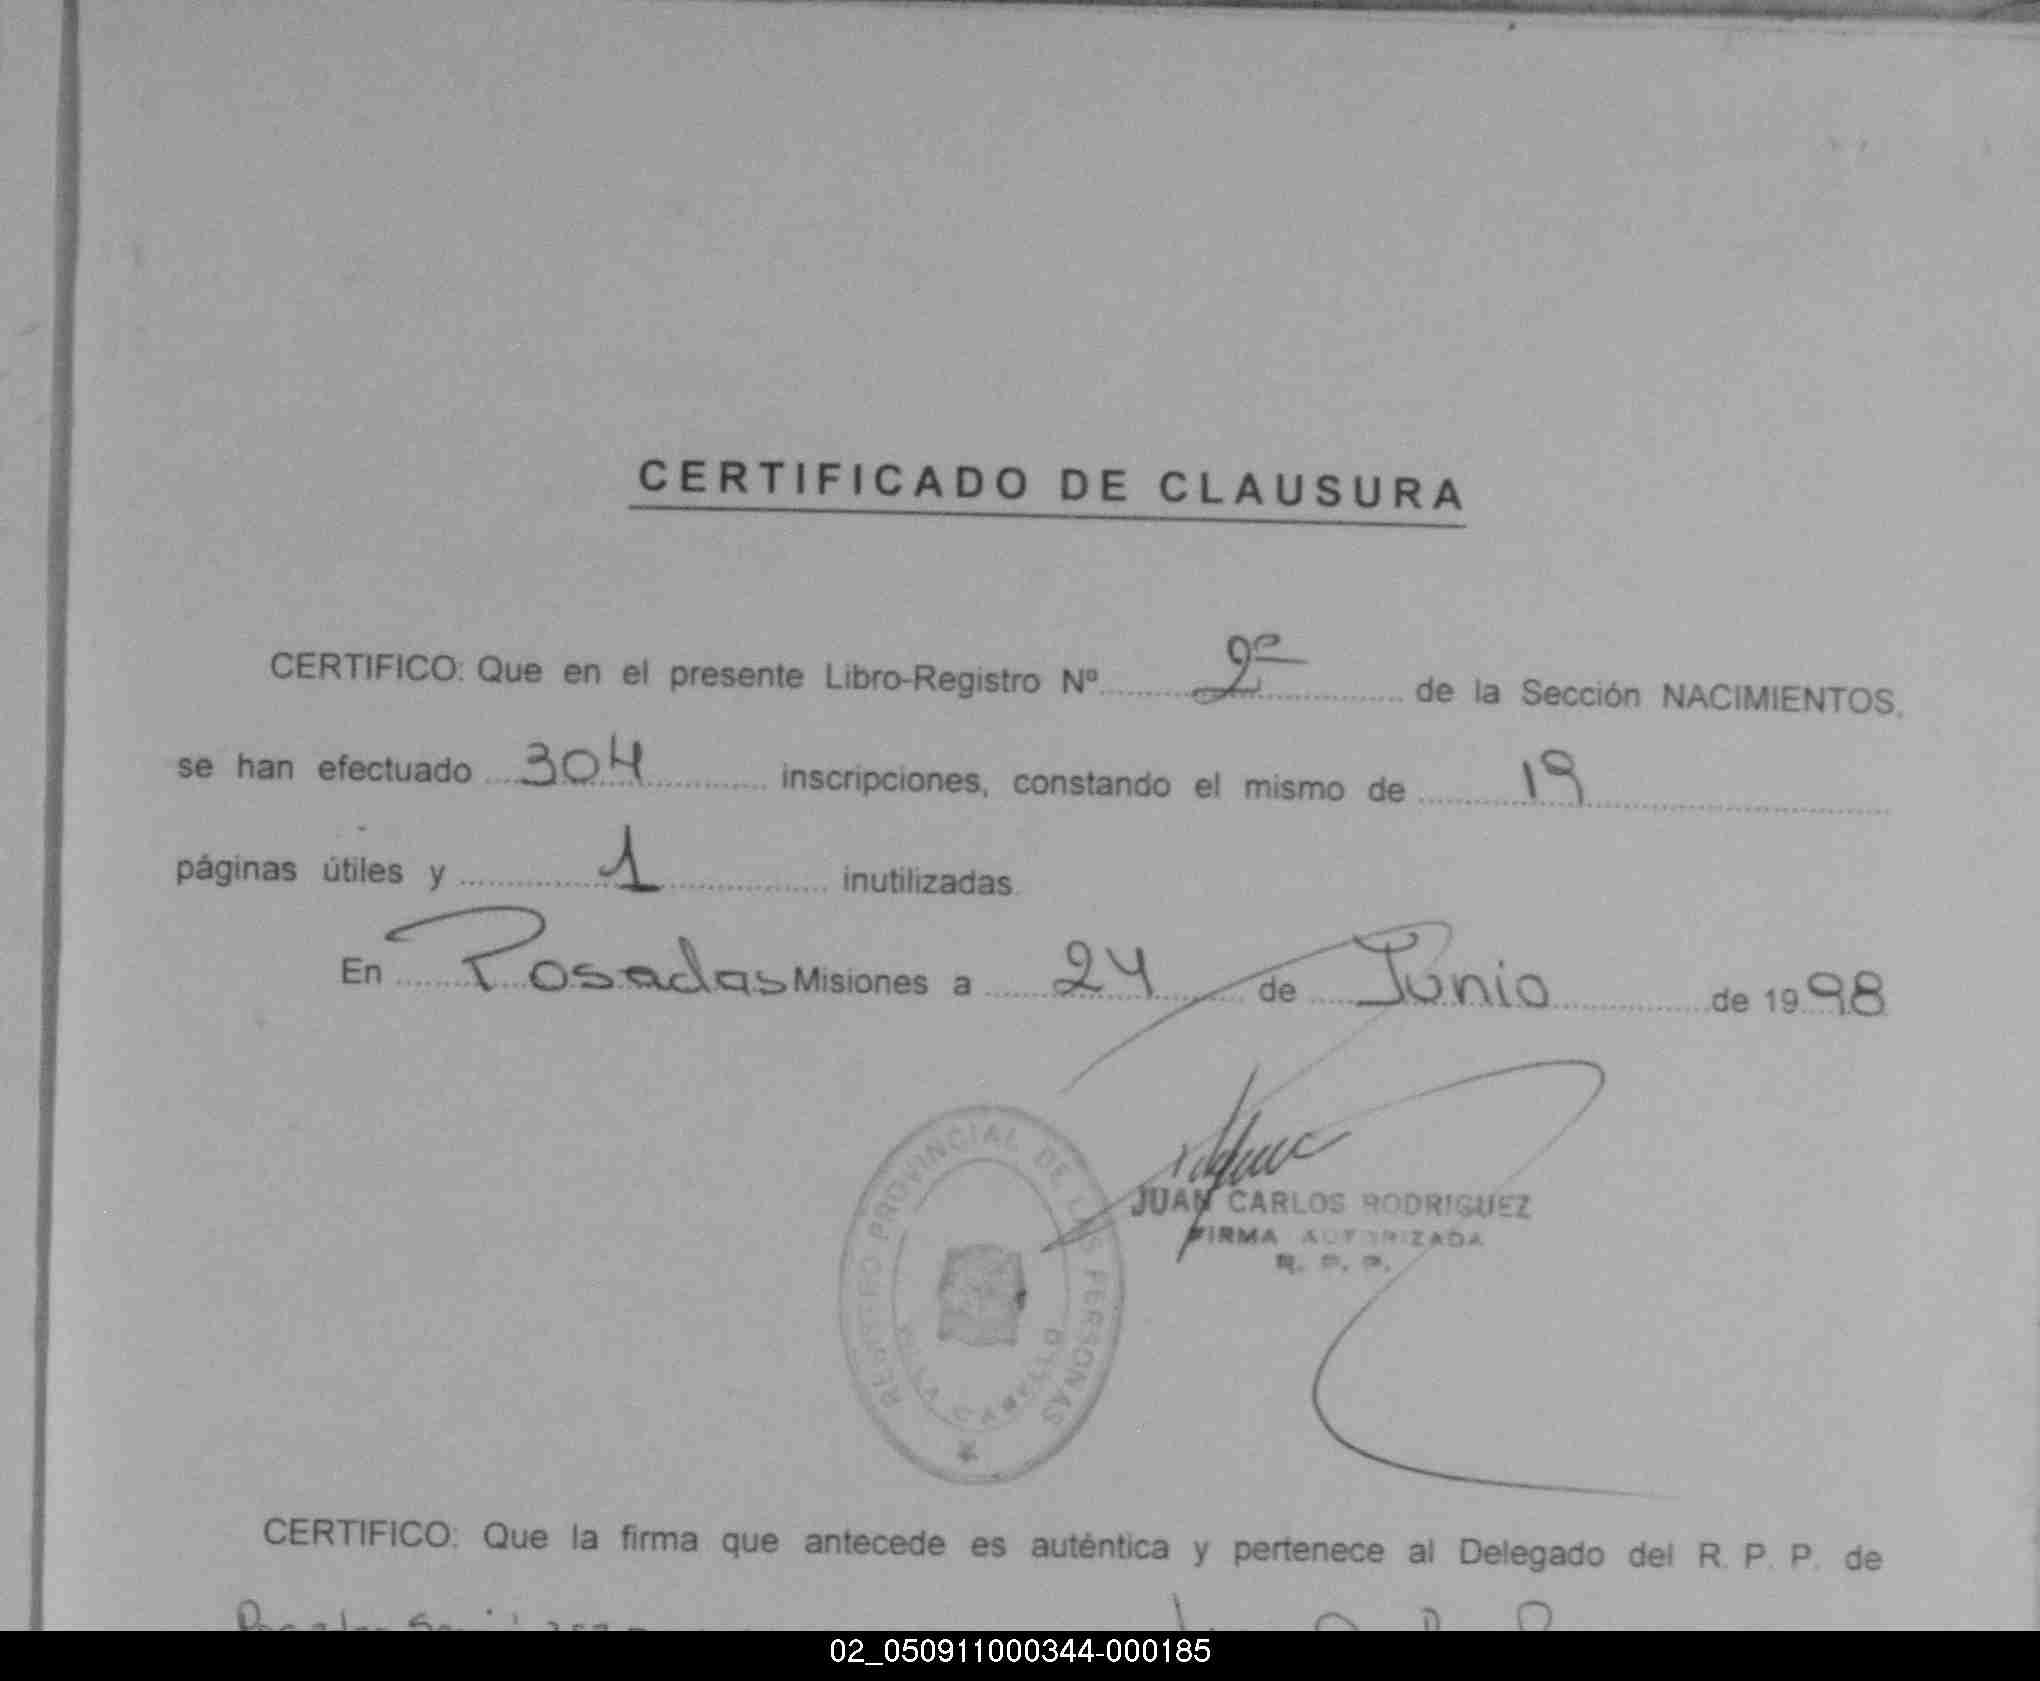 CERTIFICADO DE CLAUSURA
CERTIFICO: Que en el presente Libro-Registro Nº 2º de la Sección NACIMIENTOS,
se han efectuado 304 inscripciones, constando el mismo de 19
páginas útiles y 1 inutilizadas.
En Posadas Misiones a 24 de Junio de 1998
REGISTRO PROVINCIAL DE LAS PERSONAS
VILLA CABELLO
JUAN CARLOS RODRIGUEZ
FIRMA AUTORIZADA
R. P. P.
CERTIFICO: Que la firma que antecede es auténtica y pertenece al Delegado del R. P. P. de
02_050911000344-000185